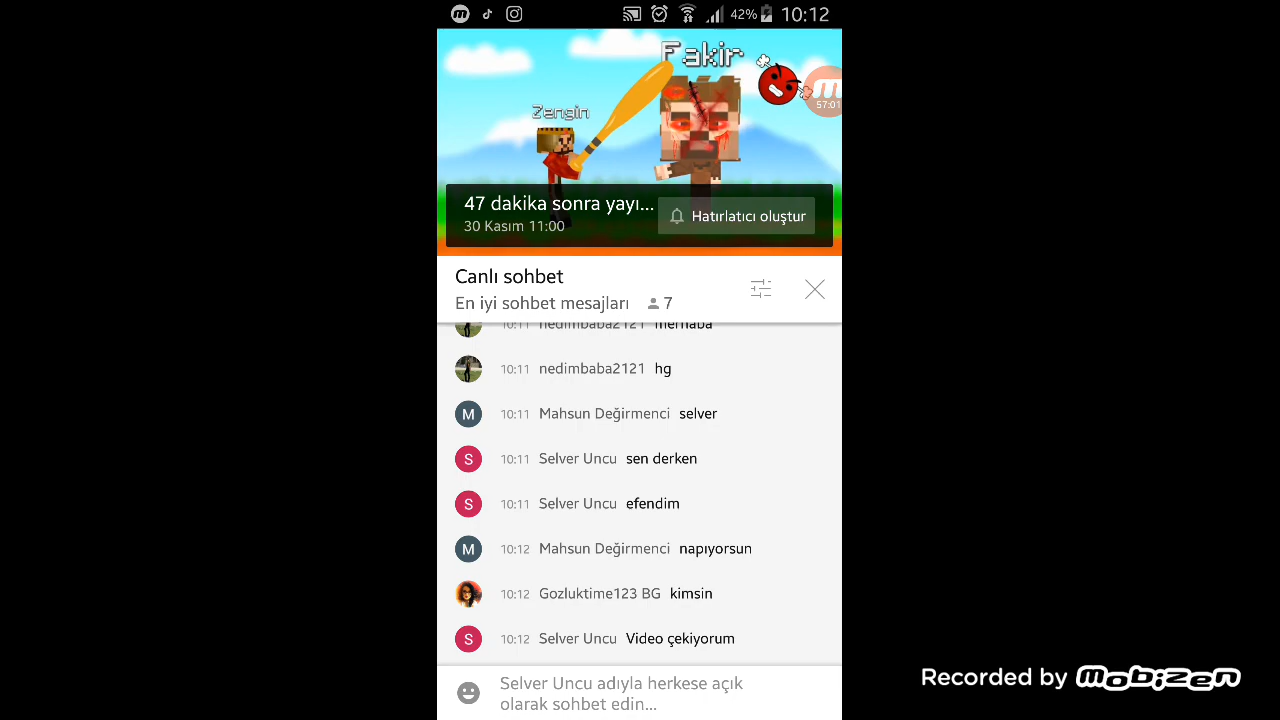 42% 10:12
Fakir
Zengin
57:01
47 dakika sonra yayı...
30 Kasım 11:00
Hatırlatıcı oluştur
Canlı sohbet
En iyi sohbet mesajları 7
10:11 nedimbaba2121 merhaba
10:11 nedimbaba2121 hg
M 10:11 Mahsun Değirmenci selver
S 10:11 Selver Uncu sen derken
S 10:11 Selver Uncu efendim
M 10:12 Mahsun Değirmenci napıyorsun
10:12 Gozluktime123 BG kimsin
S 10:12 Selver Uncu Video çekiyorum
Selver Uncu adıyla herkese açık
olarak sohbet edin...
Recorded by mobizen